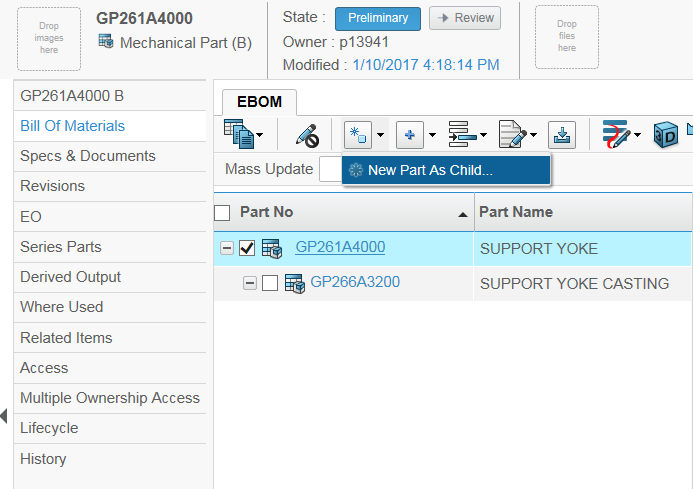 Drop
images
here
GP261A4000
Mechanical Part (B)
State : Preliminary Review
Owner : p13941
Modified : 1/10/2017 4:18:14 PM
Drop
files
here
GP261A4000 B
Bill Of Materials
Specs & Documents
Revisions
EO
Series Parts
Derived Output
Where Used
Related Items
Access
Multiple Ownership Access
Lifecycle
History
EBOM
3D
Mass Update
New Part As Child...
Part No Part Name
GP261A4000 SUPPORT YOKE
GP266A3200 SUPPORT YOKE CASTING